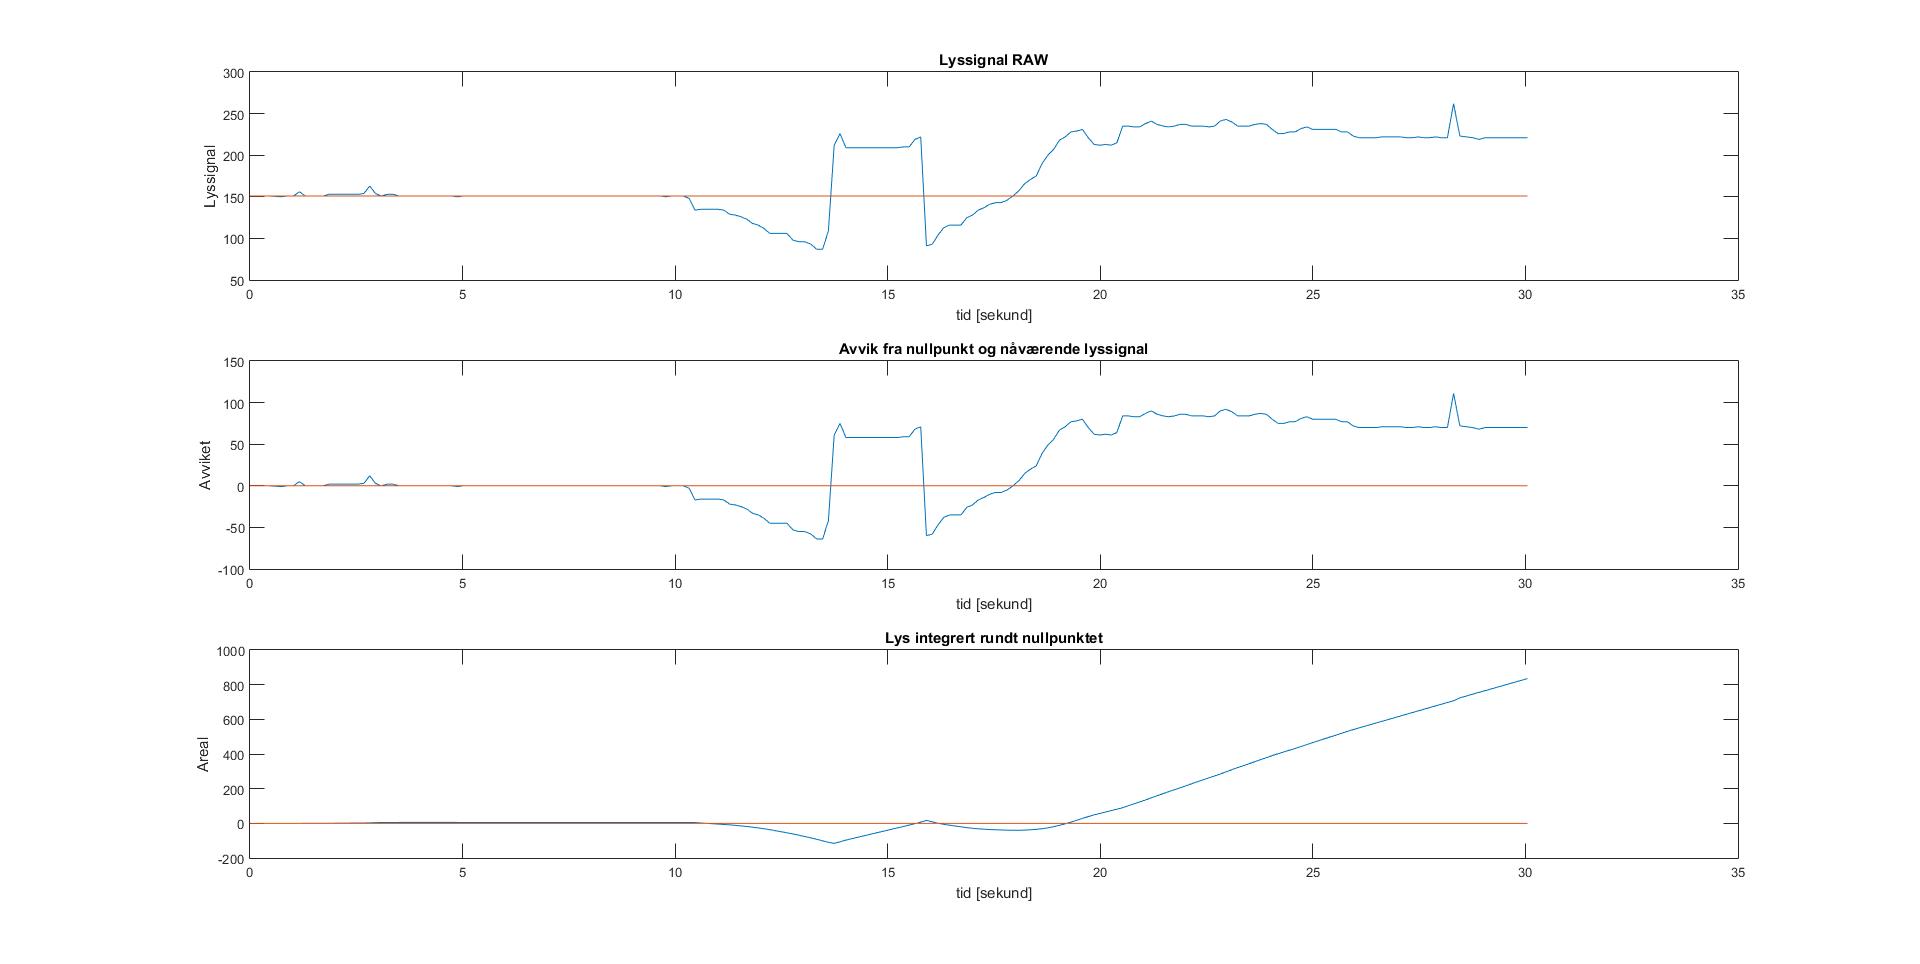 Lyssignal RAW
300
250
200
150
100
50
Lyssignal
0 5 10 15 20 25 30 35
tid [sekund]
Avvik fra nullpunkt og nåværende lyssignal
150
100
50
0
-50
-100
Avviket
0 5 10 15 20 25 30 35
tid [sekund]
Lys integrert rundt nullpunktet
1000
800
600
400
200
0
-200
Areal
0 5 10 15 20 25 30 35
tid [sekund]